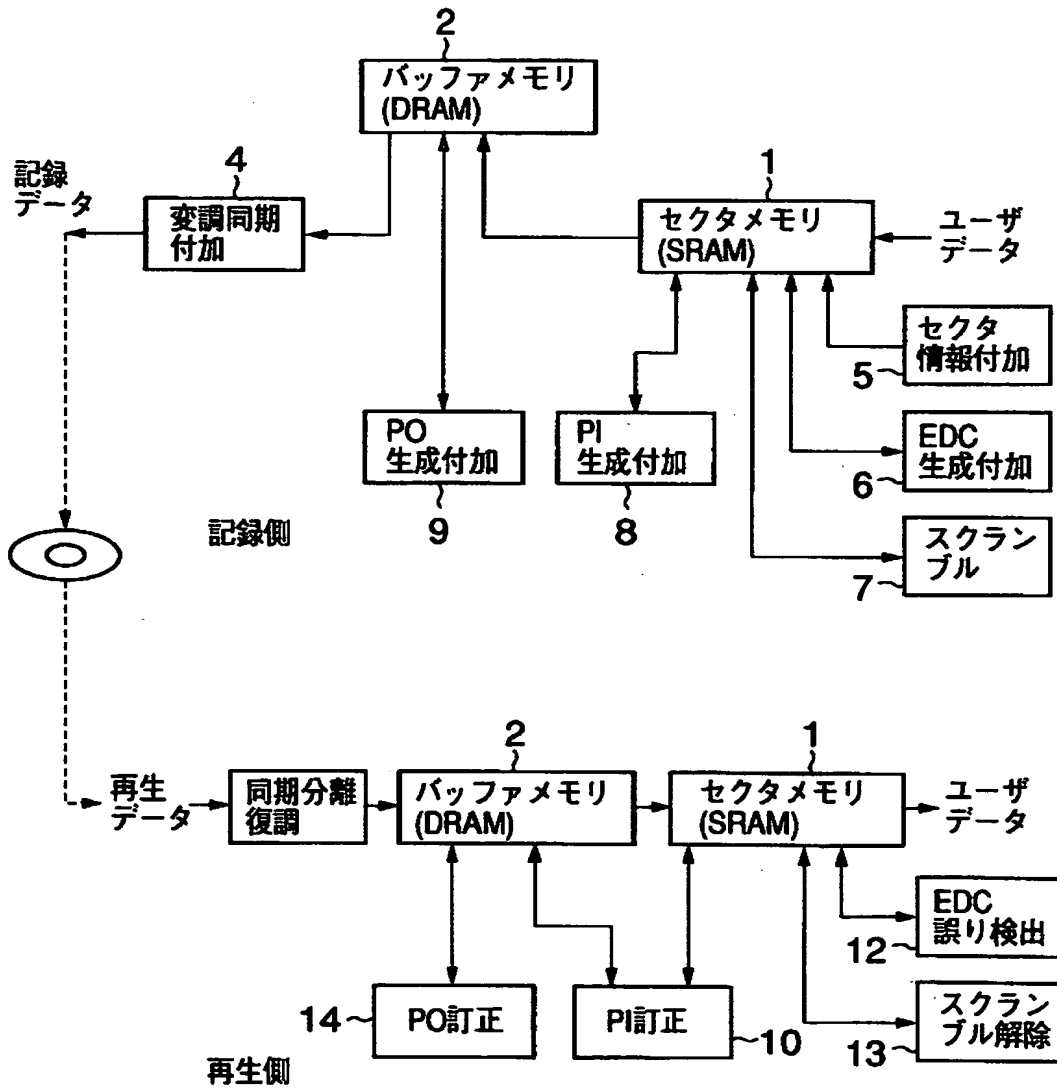 2
バッファメモリ
(DRAM)
記録
データ
4
変調同期
付加
1
セクタメモリ
(SRAM)
ユーザ
データ
セクタ
情報付加
5
PO
生成付加
9
PI
生成付加
8
EDC
生成付加
6
スクラン
ブル
7
記録側
再生
データ
同期分離
復調
2
バッファメモリ
(DRAM)
1
セクタメモリ
(SRAM)
ユーザ
データ
EDC
誤り検出
12
14
PO訂正
PI訂正
10
スクラン
ブル解除
13
再生側